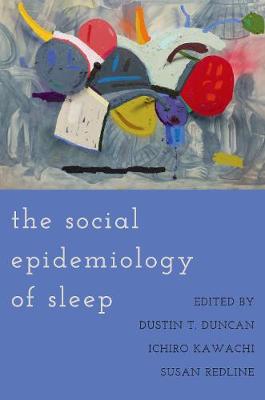 the social
epidemiology
of sleep
EDITED BY
DUSTIN T. DUNCAN
ICHIRO KAWACHI
SUSAN REDLINE